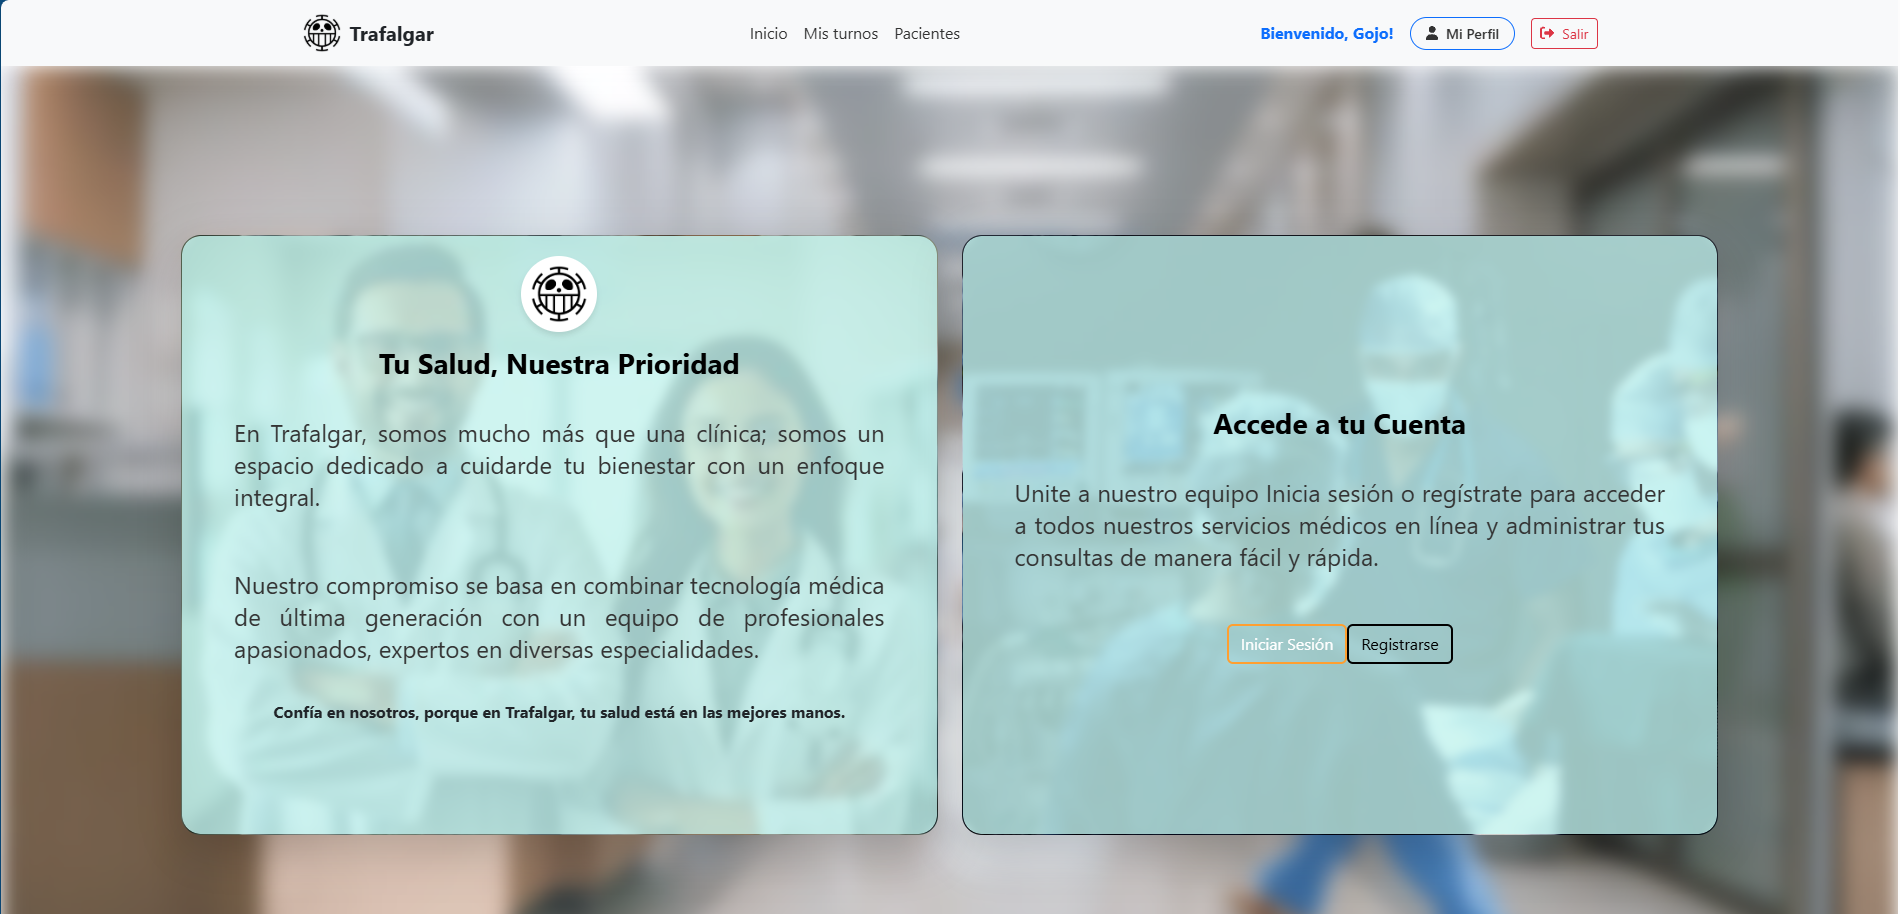 Trafalgar
Inicio
Mis turnos
Pacientes
Bienvenido, Gojo!
Mi Perfil
Salir
Tu Salud, Nuestra Prioridad
En Trafalgar, somos mucho más que una clínica; somos un
espacio dedicado a cuidarde tu bienestar con un enfoque
integral.
Nuestro compromiso se basa en combinar tecnología médica
de última generación con un equipo de profesionales
apasionados, expertos en diversas especialidades.
Confía en nosotros, porque en Trafalgar, tu salud está en las mejores manos.
Accede a tu Cuenta
Unite a nuestro equipo Inicia sesión o regístrate para acceder
a todos nuestros servicios médicos en línea y administrar tus
consultas de manera fácil y rápida.
Iniciar Sesión
Registrarse